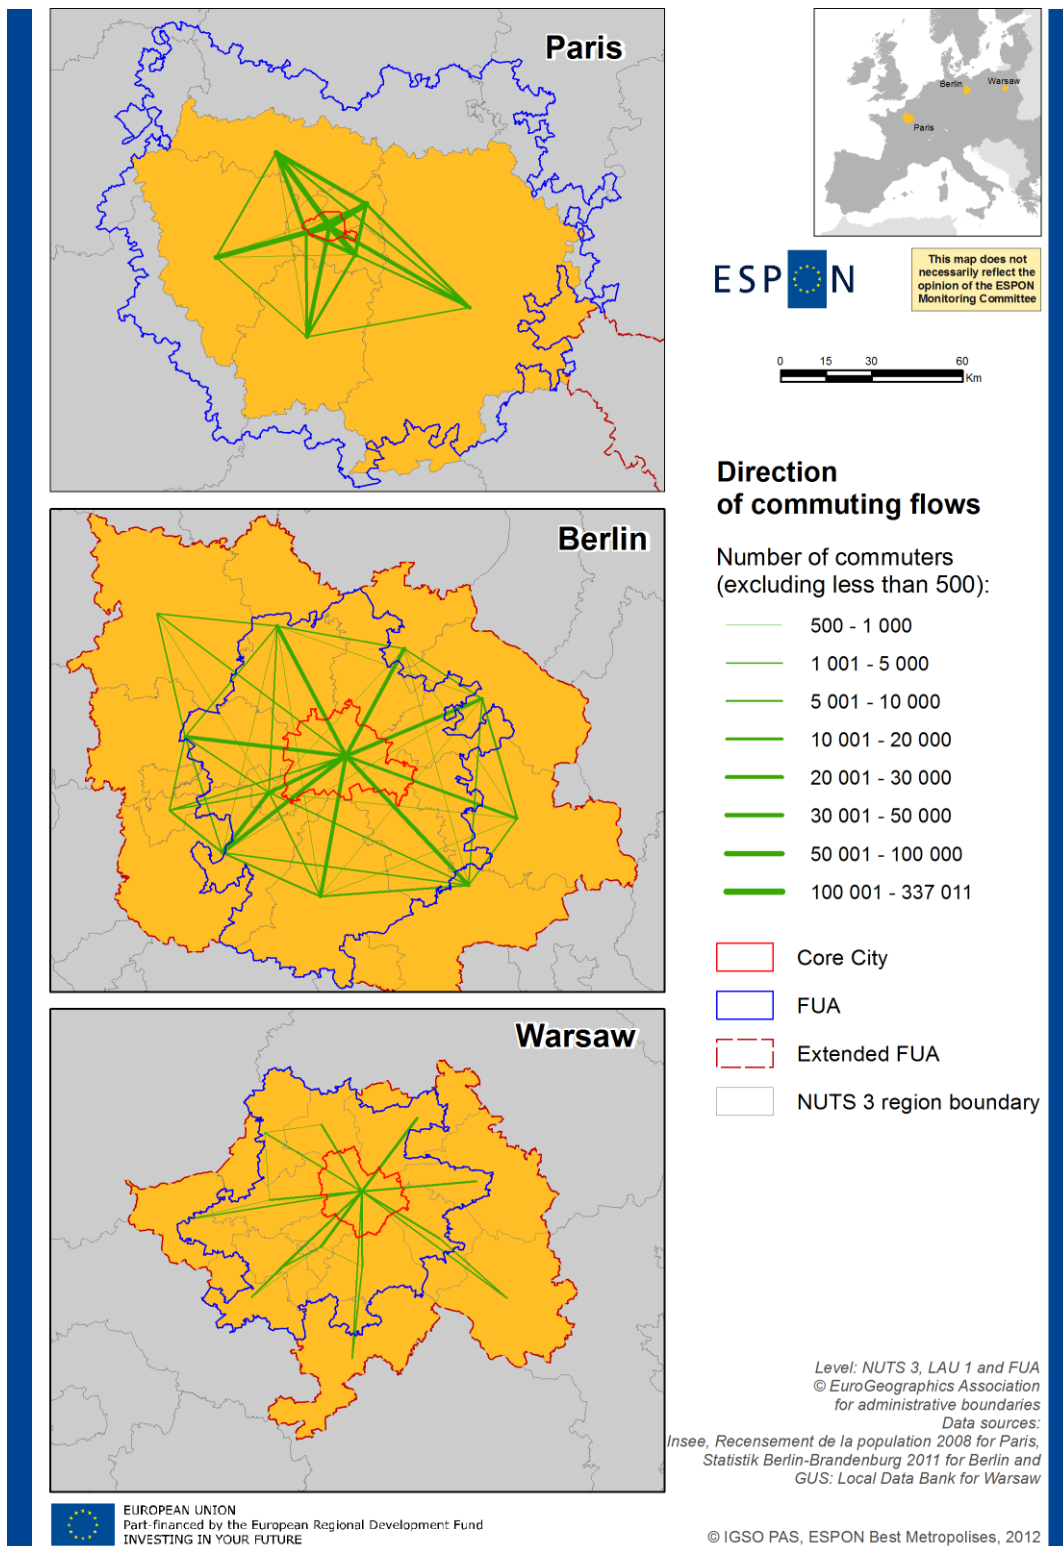 Paris
Berlin
Warsaw
Paris
ESPON
This map does not
necessarily reflect the
opinion of the ESPON
Monitoring Committee
0 15 30 60
Km
Direction
of commuting flows
Number of commuters
(excluding less than 500):
500 - 1 000
1 001 - 5 000
5 001 - 10 000
10 001 - 20 000
20 001 - 30 000
30 001 - 50 000
50 001 - 100 000
100 001 - 337 011
Core City
FUA
Extended FUA
NUTS 3 region boundary
Berlin
Warsaw
Level: NUTS 3, LAU 1 and FUA
© EuroGeographics Association
for administrative boundaries
Data sources:
Insee, Recensement de la population 2008 for Paris,
Statistik Berlin-Brandenburg 2011 for Berlin and
GUS: Local Data Bank for Warsaw
EUROPEAN UNION
Part-financed by the European Regional Development Fund
INVESTING IN YOUR FUTURE
© IGSO PAS, ESPON Best Metropolises, 2012